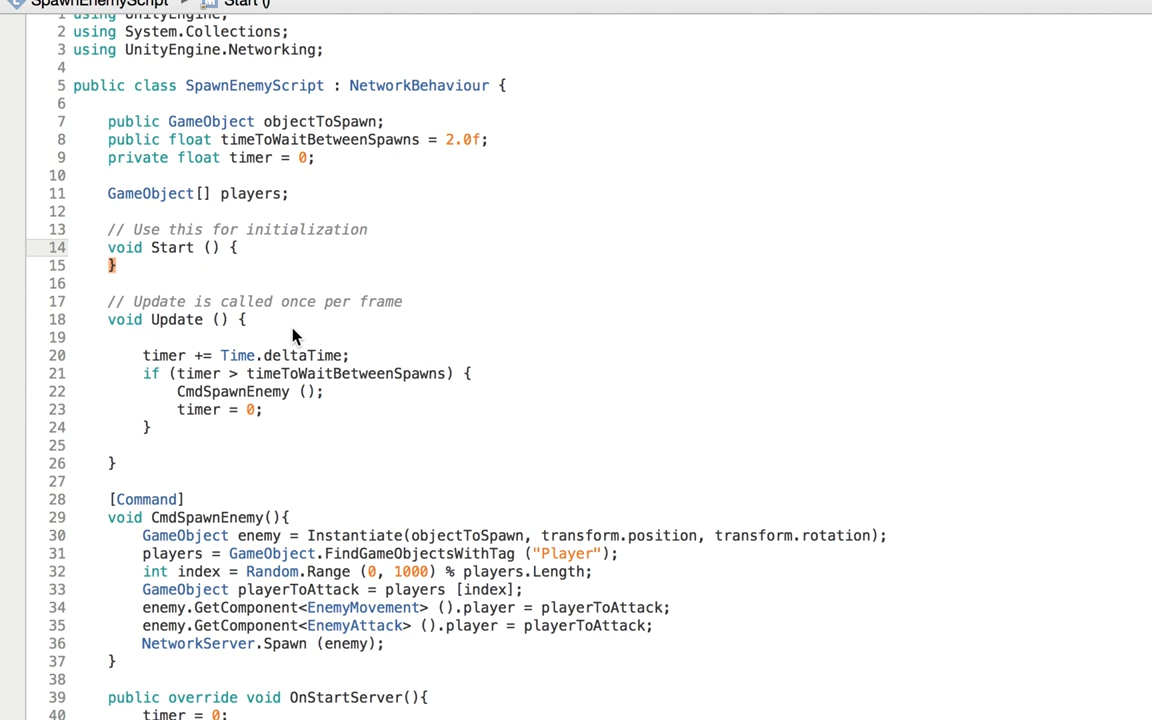 SpawnEnemyScript ▸ Start ()
1 using UnityEngine;
2 using System.Collections;
3 using UnityEngine.Networking;
4
5 public class SpawnEnemyScript : NetworkBehaviour {
6
7 public GameObject objectToSpawn;
8 public float timeToWaitBetweenSpawns = 2.0f;
9 private float timer = 0;
10
11 GameObject[] players;
12
13 // Use this for initialization
14 void Start () {
15 }
16
17 // Update is called once per frame
18 void Update () {
19
20 timer += Time.deltaTime;
21 if (timer > timeToWaitBetweenSpawns) {
22 CmdSpawnEnemy ();
23 timer = 0;
24 }
25
26 }
27
28 [Command]
29 void CmdSpawnEnemy(){
30 GameObject enemy = Instantiate(objectToSpawn, transform.position, transform.rotation);
31 players = GameObject.FindGameObjectsWithTag ("Player");
32 int index = Random.Range (0, 1000) % players.Length;
33 GameObject playerToAttack = players [index];
34 enemy.GetComponent<EnemyMovement> ().player = playerToAttack;
35 enemy.GetComponent<EnemyAttack> ().player = playerToAttack;
36 NetworkServer.Spawn (enemy);
37 }
38
39 public override void OnStartServer(){
40 timer = 0;